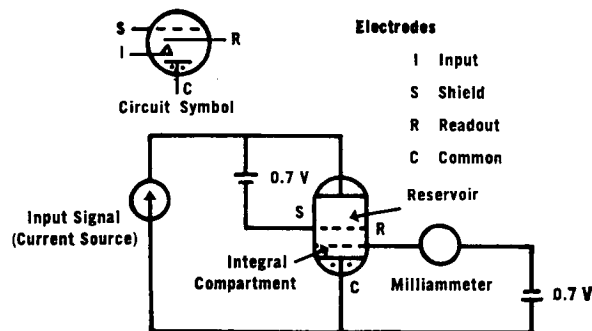 S
R
I
C
Circuit Symbol
Electrodes
I Input
S Shield
R Readout
C Common
0.7 V
Reservoir
S
R
Input Signal
(Current Source)
Integral
Compartment
C
Milliammeter
0.7 V